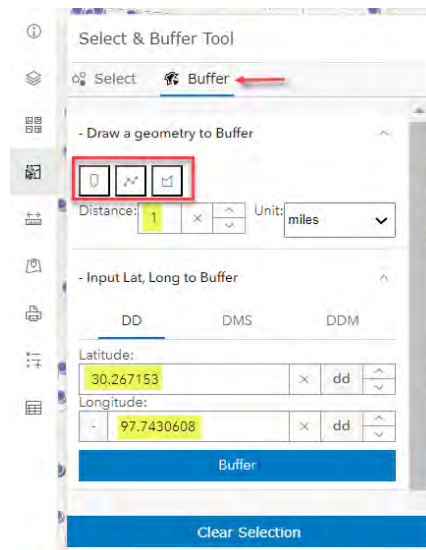 Select & Buffer Tool
Select Buffer
- Draw a geometry to Buffer
Distance: 1 × Unit: miles
- Input Lat, Long to Buffer
DD DMS DDM
Latitude:
30.267153 × dd
Longitude:
- 97.7430608 × dd
Buffer
Clear Selection